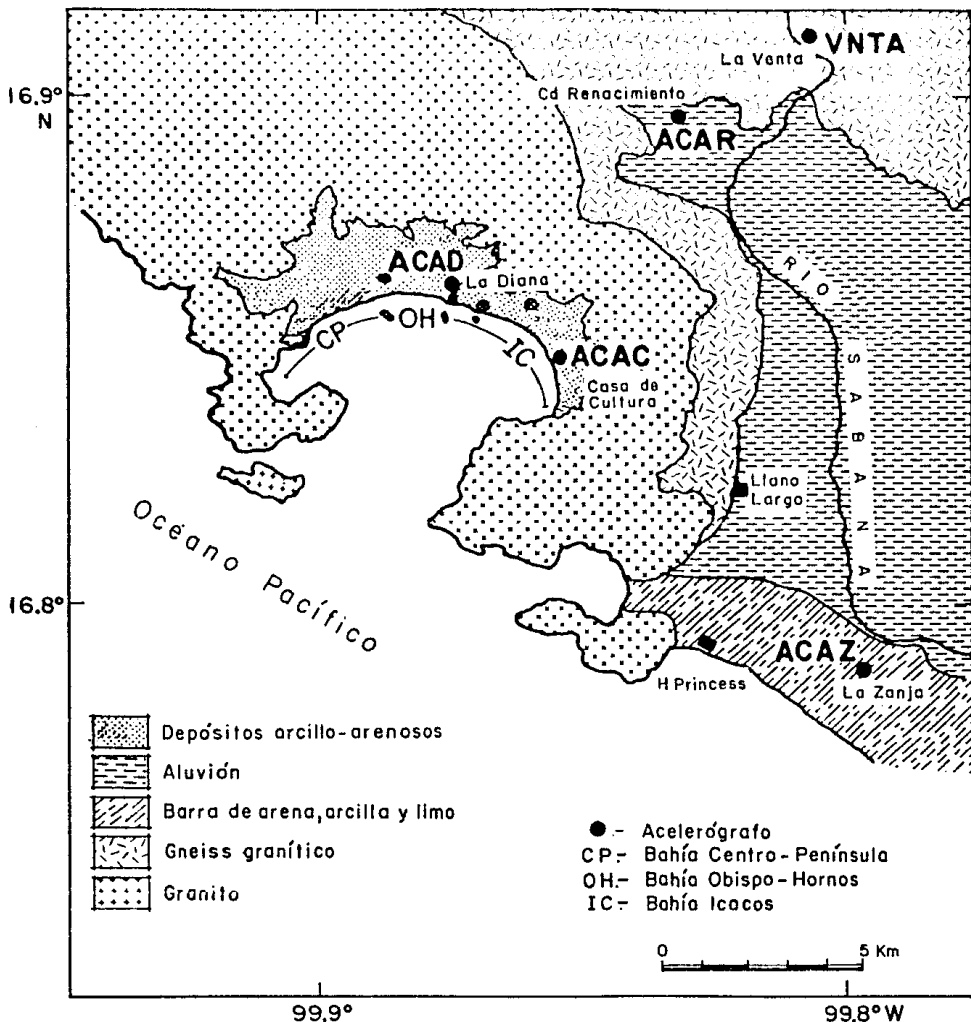 VNTA
La Venta
16.9°
N
Cd Renacimiento
ACAR
ACAD
La Diana
RIO
SABANA
CP
OH
IC
ACAC
Casa de
Cultura
Llano
Largo
Océano Pacífico
16.8°
ACAZ
H Princess
La Zanja
Depósitos arcillo-arenosos
Aluvión
Barra de arena, arcilla y limo
Gneiss granítico
Granito
●.- Acelerógrafo
CP.- Bahía Centro-Península
OH.- Bahía Obispo-Hornos
IC.- Bahía Icacos
0 5 Km
99.9°
99.8° W